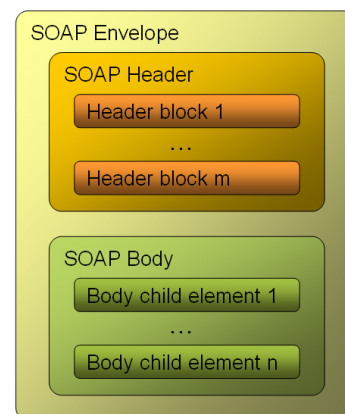 SOAP Envelope
SOAP Header
Header block 1
...
Header block m
SOAP Body
Body child element 1
...
Body child element n